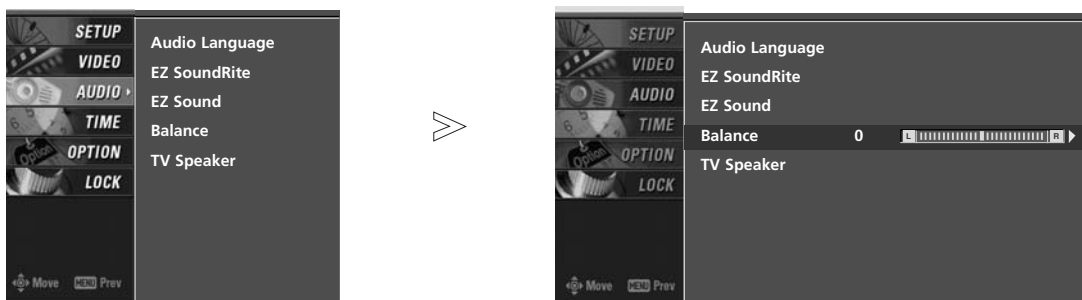 SETUP
VIDEO
AUDIO
TIME
OPTION
LOCK
Move MENU Prev
Audio Language
EZ SoundRite
EZ Sound
Balance
TV Speaker
SETUP
VIDEO
AUDIO
TIME
OPTION
LOCK
Move MENU Prev
Audio Language
EZ SoundRite
EZ Sound
Balance 0 L R
TV Speaker